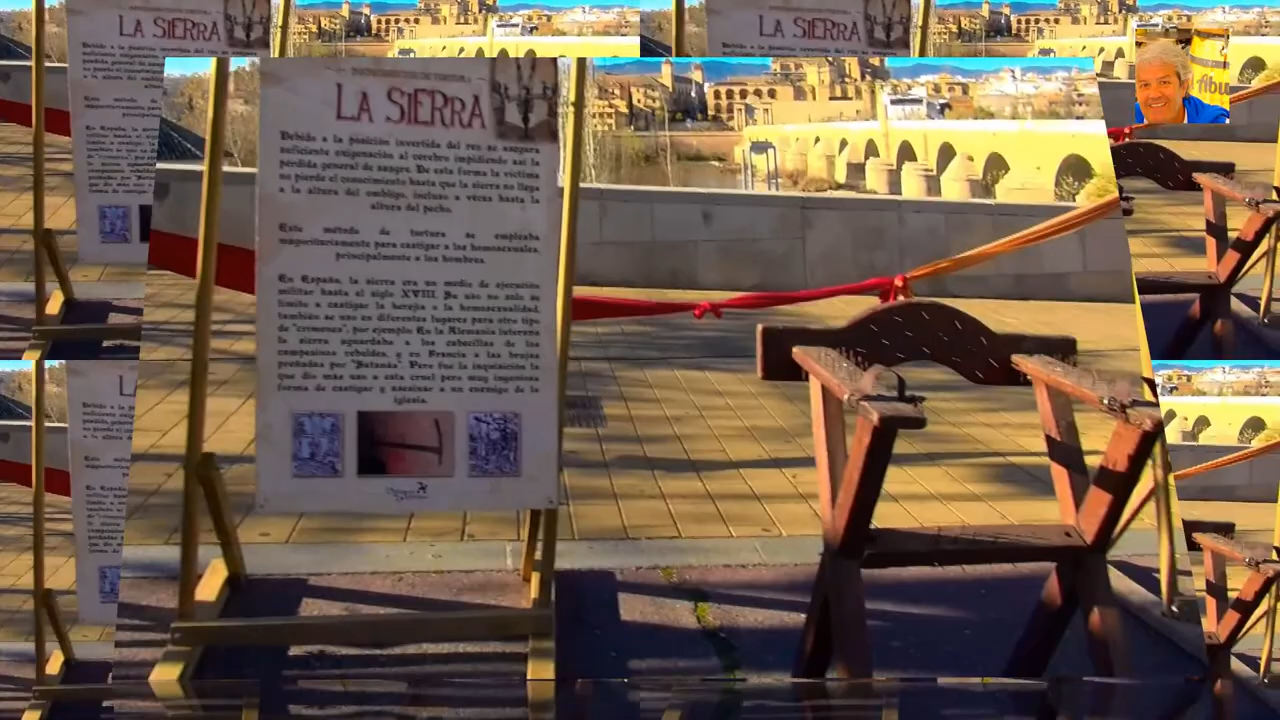 INSTRUMENTOS DE TORTURA
LA SIERRA
Debido a la posición invertida del reo se asegura
suficiente oxigenación al cerebro impidiendo así la
pérdida general de sangre. De esta forma la víctima
no pierde el conocimiento hasta que la sierra no llega
a la altura del ombligo, incluso a veces hasta la
altura del pecho.
Este método de tortura se empleaba
mayoritariamente para castigar a los homosexuales,
principalmente a los hombres.
En España, la sierra era un medio de ejecución
militar hasta el siglo XVIII. Su uso no solo se
limito a castigar la herejía o la homosexualidad,
también se uso en diferentes lugares para otro tipo
de "crímenes", por ejemplo: En la Alemania luterana
la sierra aguardaba a los cabecillas de los
campesinos rebeldes, y en Francia a las brujas
preñadas por "Satanás". Pero fue la inquisición la
que dio mas uso a esta cruel pero muy ingeniosa
forma de castigar y asesinar a un enemigo de la
iglesia.
Abu